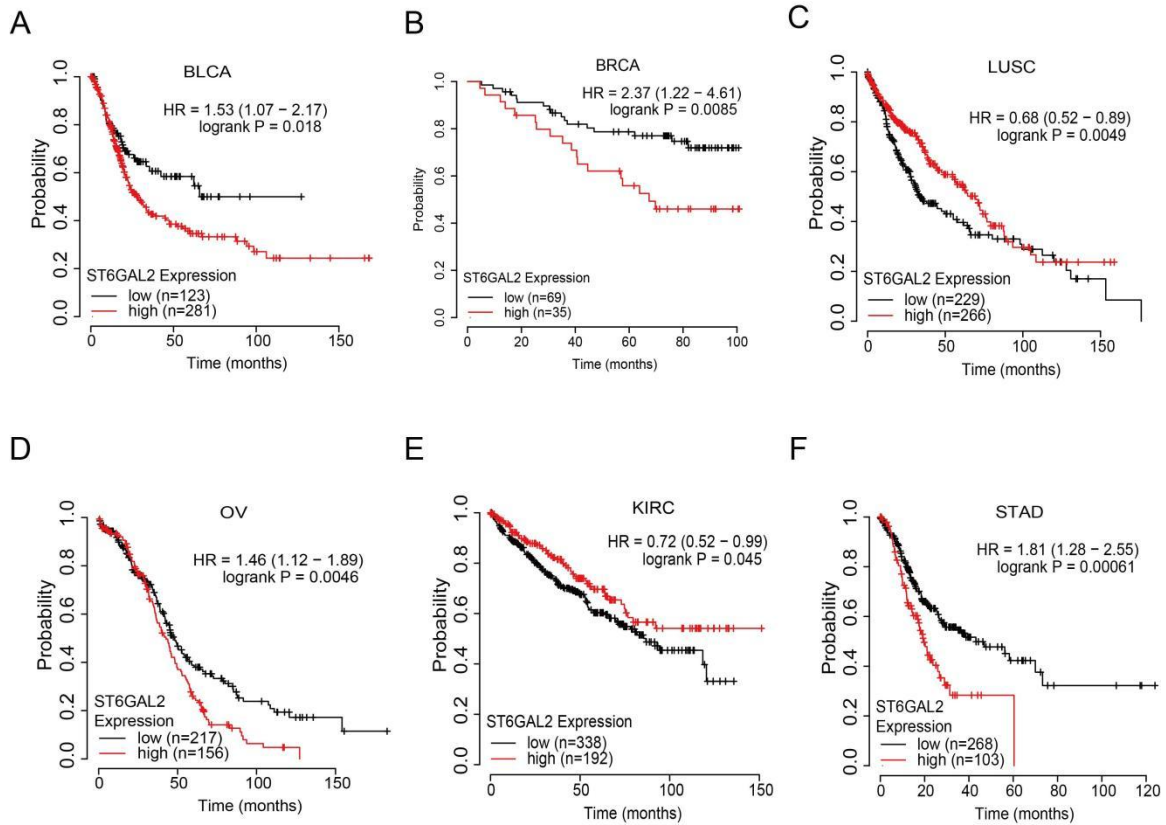 A
BLCA
HR = 1.53 (1.07 − 2.17)
logrank P = 0.018
Probability
0.0 0.2 0.4 0.6 0.8 1.0
ST6GAL2 Expression
low (n=123)
high (n=281)
0 50 100 150
Time (months)
B
BRCA
HR = 2.37 (1.22 − 4.61)
logrank P = 0.0085
Probability
0.0 0.2 0.4 0.6 0.8 1.0
ST6GAL2 Expression
low (n=69)
high (n=35)
0 20 40 60 80 100
Time (months)
C
LUSC
HR = 0.68 (0.52 − 0.89)
logrank P = 0.0049
Probability
0.0 0.2 0.4 0.6 0.8 1.0
ST6GAL2 Expression
low (n=229)
high (n=266)
0 50 100 150
Time (months)
D
OV
HR = 1.46 (1.12 − 1.89)
logrank P = 0.0046
Probability
0.0 0.2 0.4 0.6 0.8 1.0
ST6GAL2
Expression
low (n=217)
high (n=156)
0 50 100 150
Time (months)
E
KIRC
HR = 0.72 (0.52 − 0.99)
logrank P = 0.045
Probability
0.0 0.2 0.4 0.6 0.8 1.0
ST6GAL2 Expression
low (n=338)
high (n=192)
0 50 100 150
Time (months)
F
STAD
HR = 1.81 (1.28 − 2.55)
logrank P = 0.00061
Probability
0.0 0.2 0.4 0.6 0.8 1.0
ST6GAL2
Expression
low (n=268)
high (n=103)
0 20 40 60 80 100 120
Time (months)